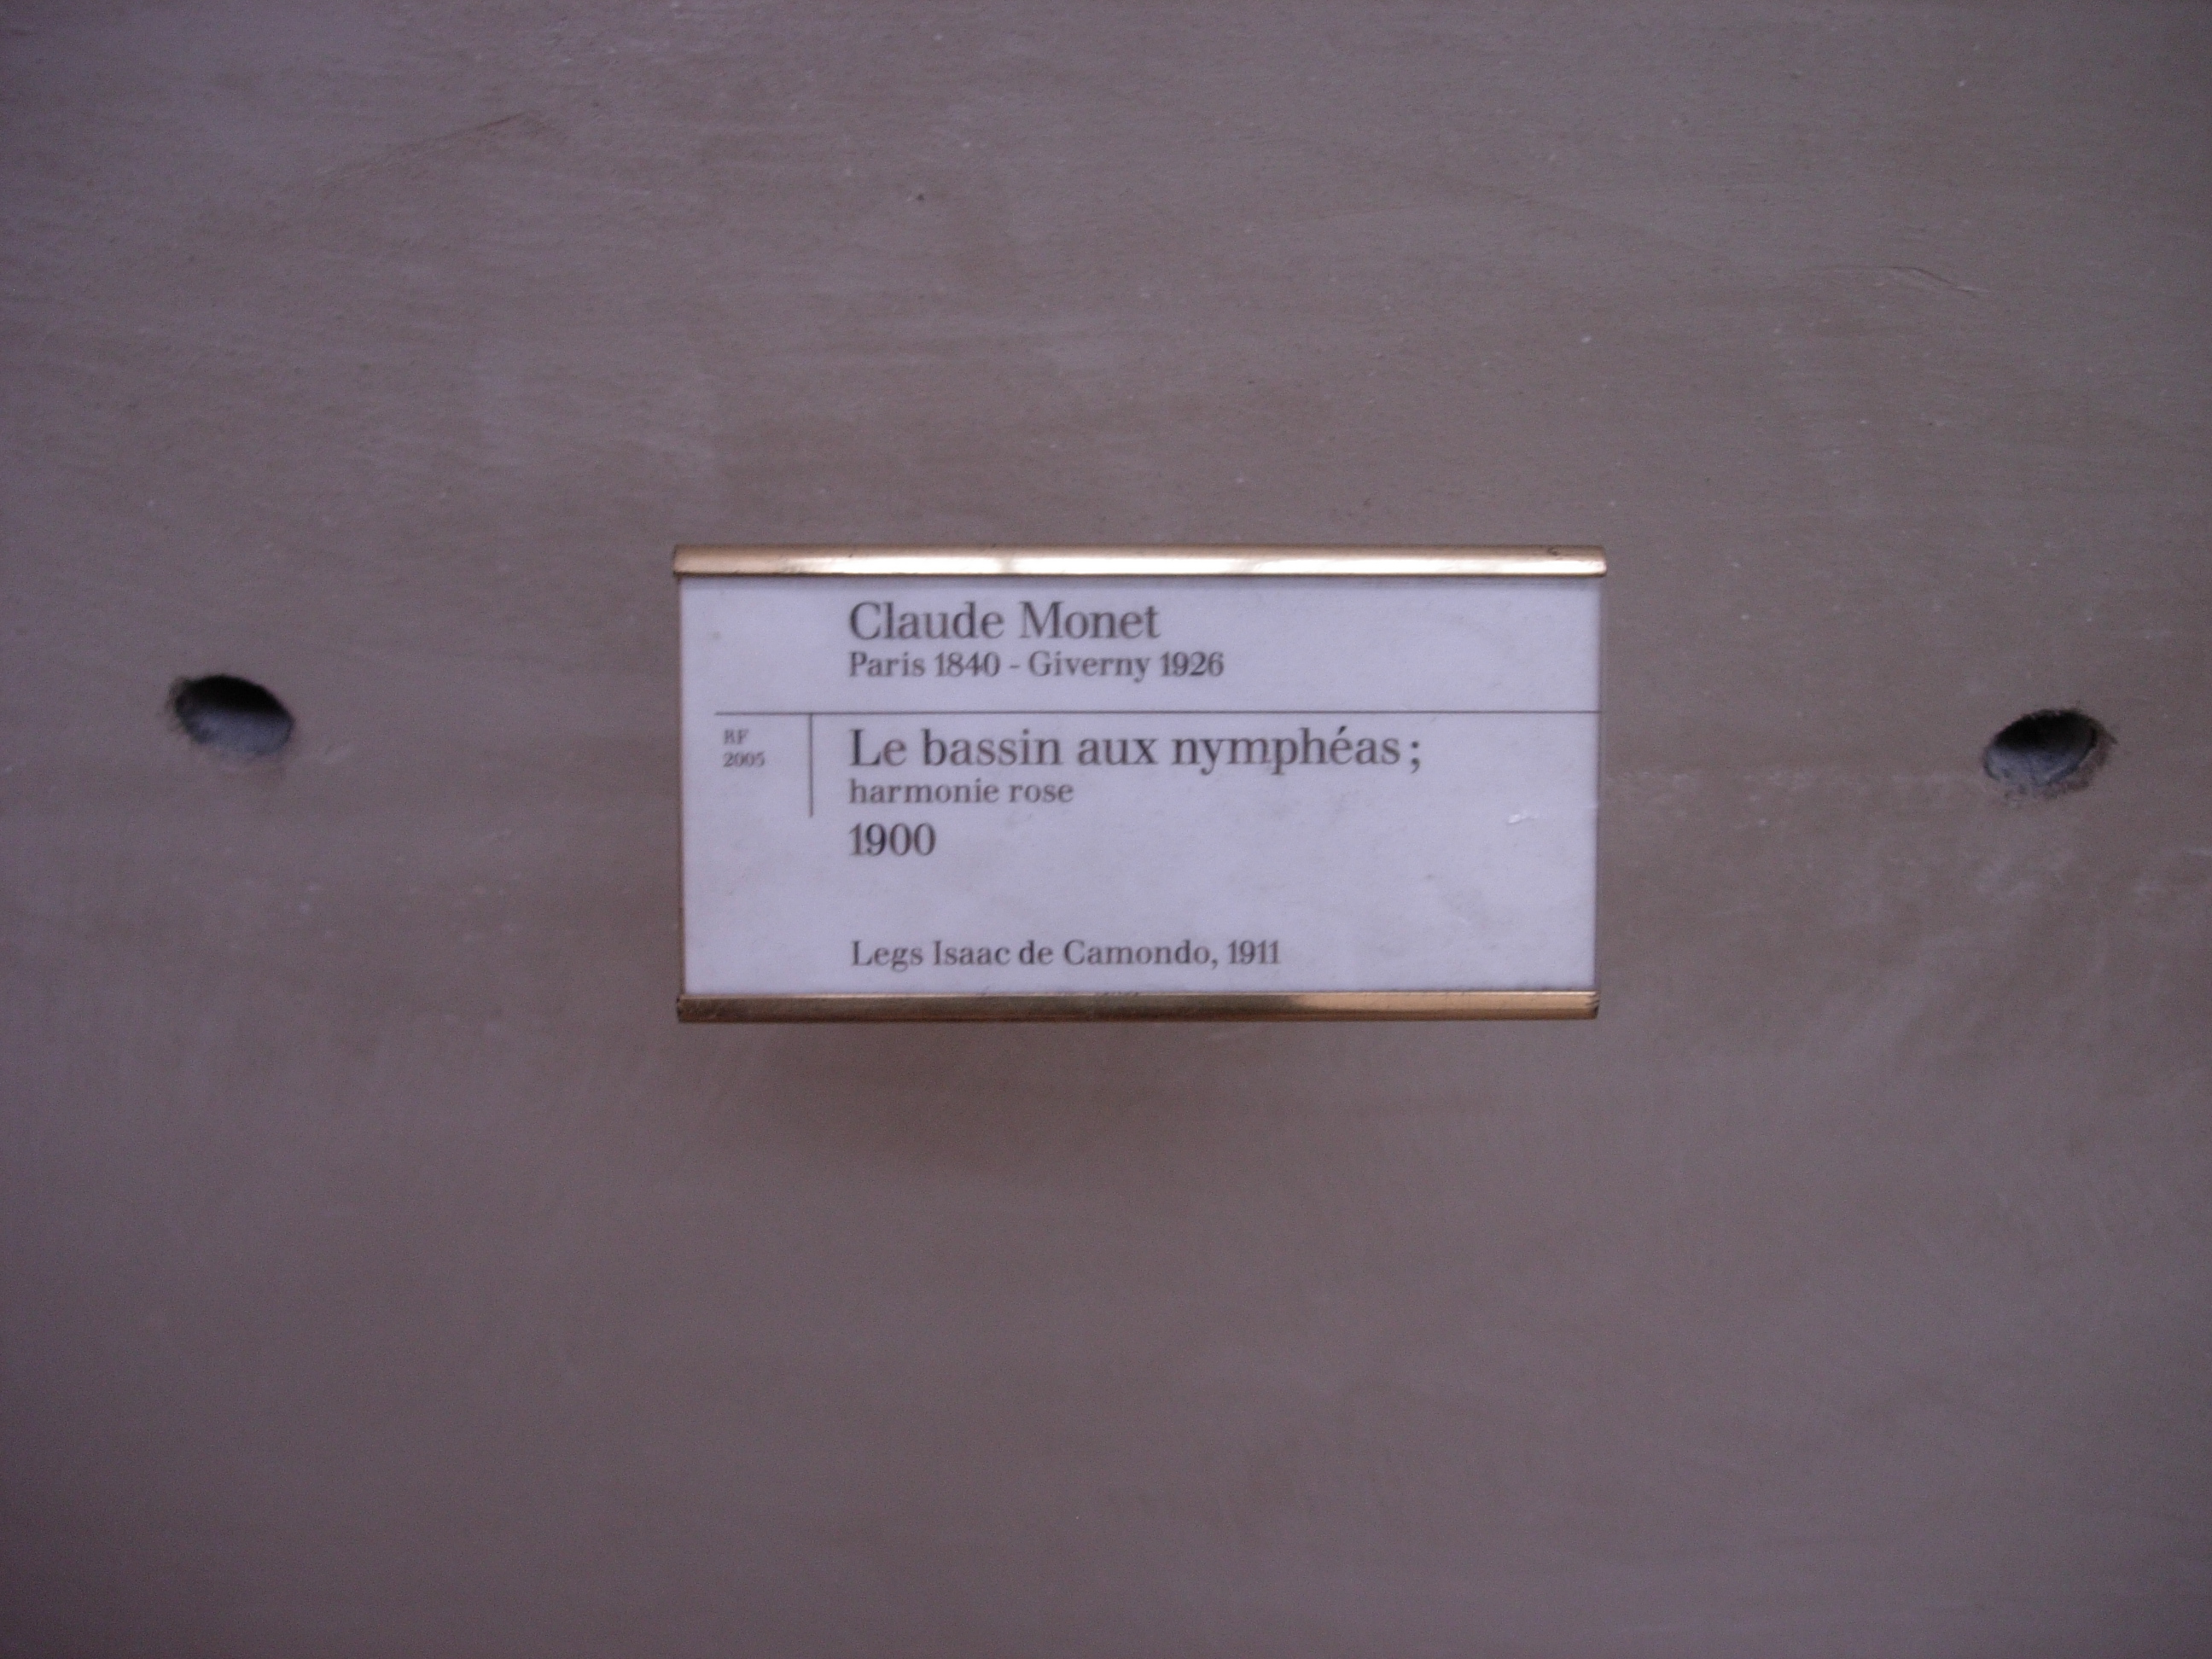 Claude Monet
Paris 1840 - Giverny 1926
RF
2005
Le bassin aux nymphéas ;
harmonie rose
1900
Legs Isaac de Camondo, 1911